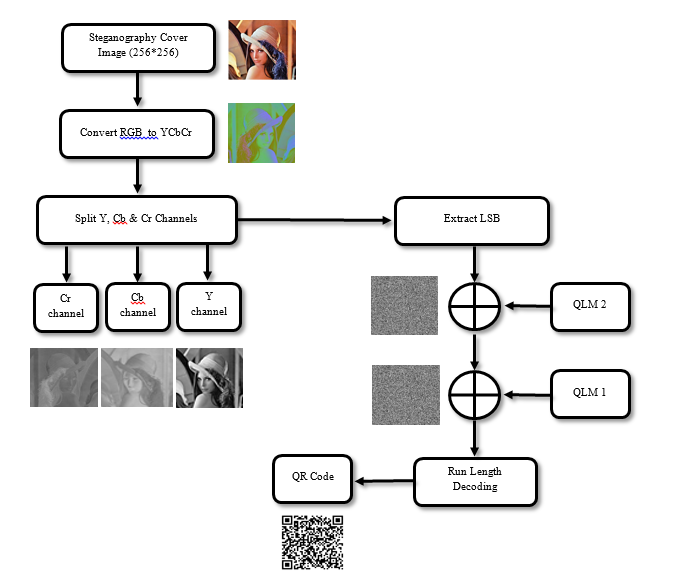 Steganography Cover
Image (256*256)
Convert RGB to YCbCr
Split Y, Cb & Cr Channels
Extract LSB
Cr
channel
Cb
channel
Y
channel
QLM 2
QLM 1
QR Code
Run Length
Decoding